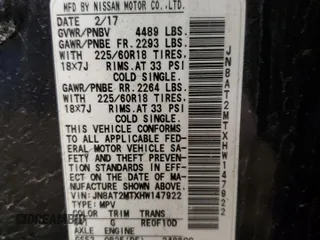 MFD BY NISSAN MOTOR CO.,LTD.
DATE 2/17
GVWR/PNBV 4489 LBS.
GAWR/PNBE FR. 2293 LBS.
WITH 225/60R18 TIRES,
18X7J RIMS,AT 33 PSI
COLD SINGLE.
GAWR/PNBE RR. 2264 LBS.
WITH 225/60R18 TIRES,
18X7J RIMS,AT 33 PSI
COLD SINGLE.
THIS VEHICLE CONFORMS
TO ALL APPLICABLE FED-
ERAL MOTOR VEHICLE SA-
FETY AND THEFT PREVEN-
TION STANDARDS IN EFF-
ECT ON THE DATE OF MA-
NUFACTURE SHOWN ABOVE.
VIN:JN8AT2MTXHW147922
TYPE:MPV
COLOR TRIM TRANS
G RE0F10D
AXLE ENGINE
JN8AT2MTXHW147922